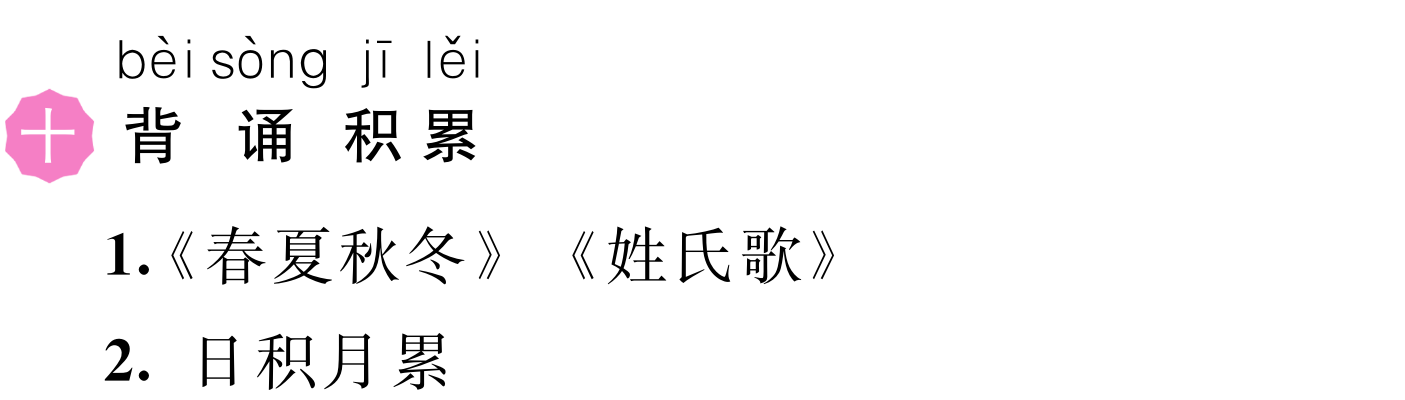 bèi sòng jī lěi
十 背 诵 积 累
1.《春夏秋冬》 《姓氏歌》
2. 日积月累